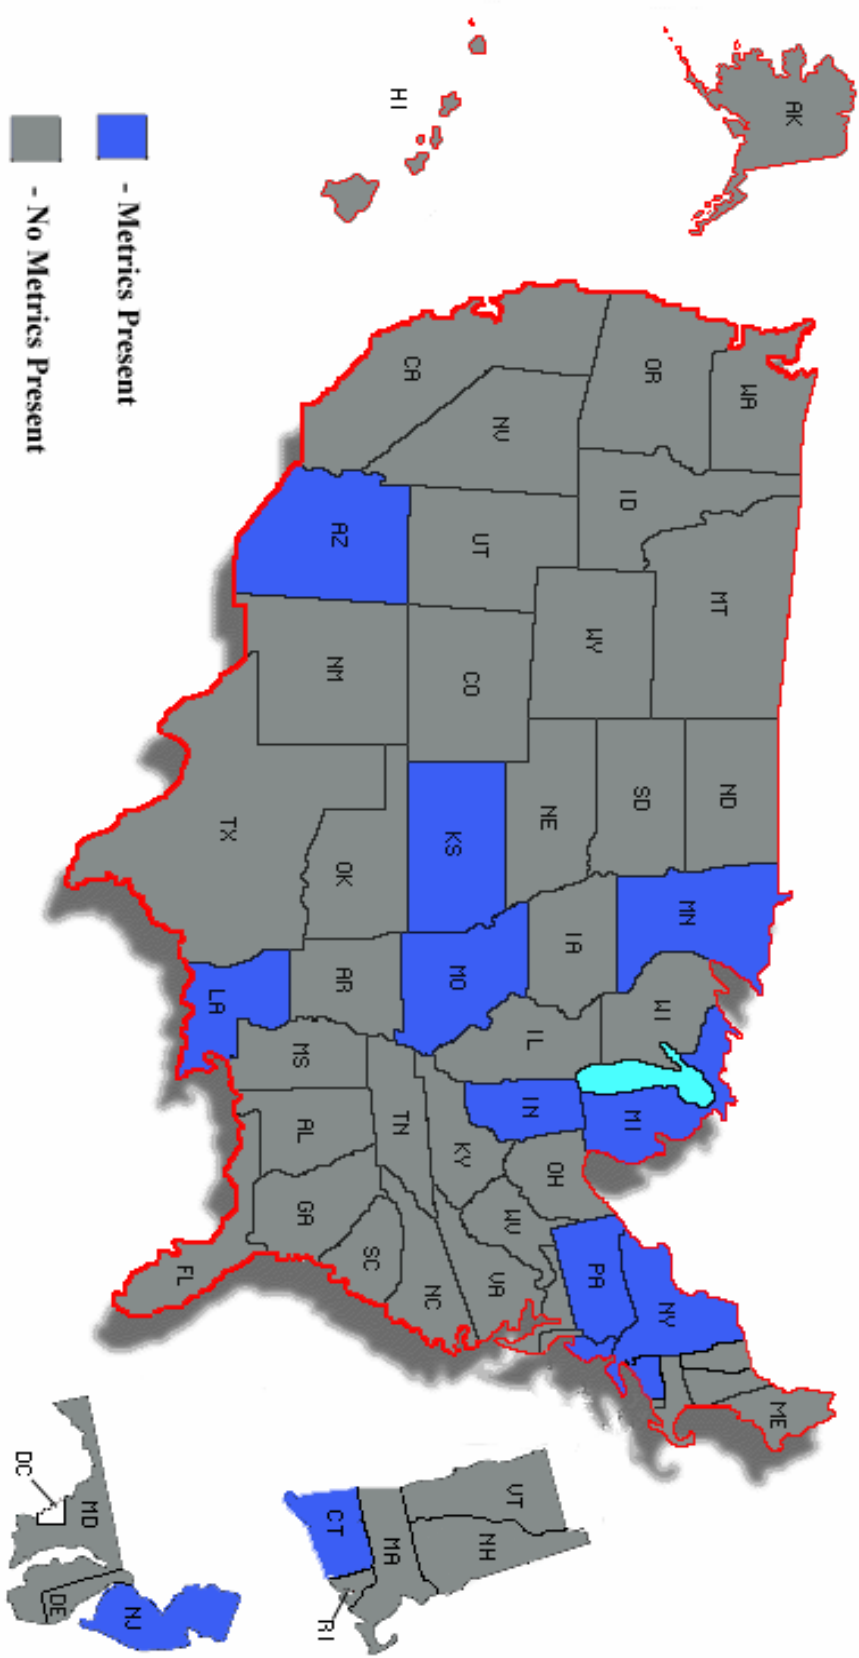 AK
HI
WA
OR
CA
NV
ID
MT
WY
UT
AZ
CO
NM
ND
SD
NE
KS
OK
TX
MN
IA
MO
AR
LA
WI
IL
MI
IN
OH
KY
TN
MS
AL
GA
FL
SC
NC
VA
WV
PA
NY
ME
VT
NH
MA
CT
RI
MD
DC
DE
NJ
- Metrics Present
- No Metrics Present